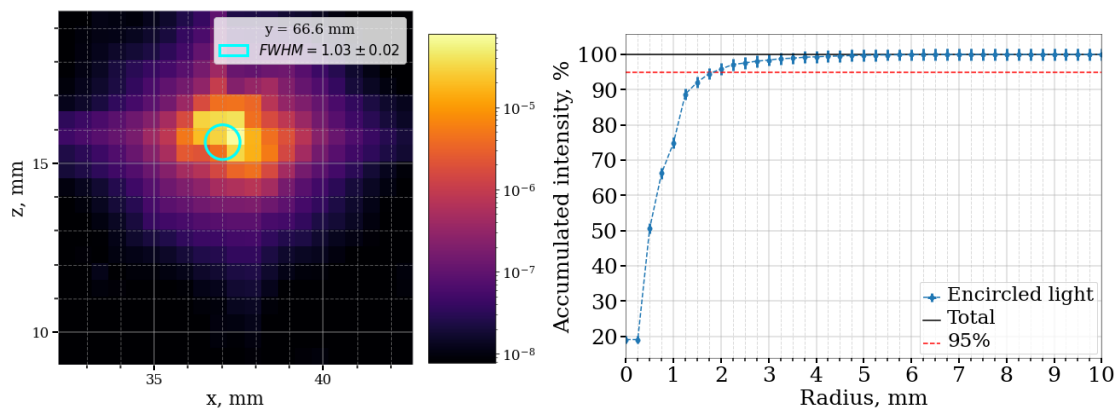 y = 66.6 mm
FWHM = 1.03 ± 0.02
z, mm
15
10
35
40
x, mm
10⁻⁵
10⁻⁶
10⁻⁷
10⁻⁸
Accumulated intensity, %
100
90
80
70
60
50
40
30
20
Encircled light
Total
95%
0 1 2 3 4 5 6 7 8 9 10
Radius, mm